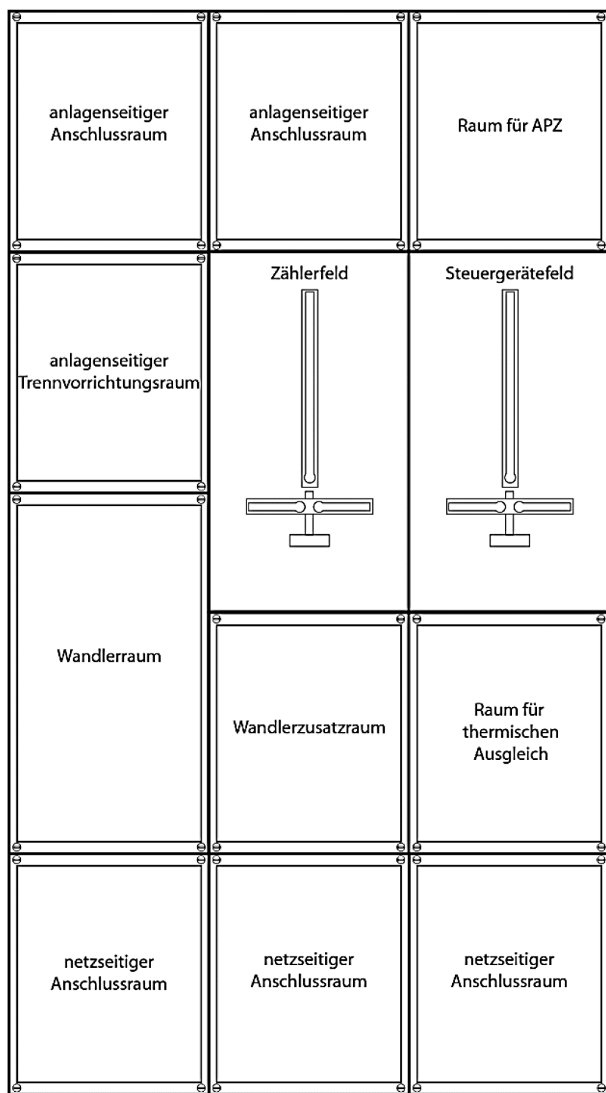 anlagenseitiger
Anschlussraum
anlagenseitiger
Anschlussraum
Raum für APZ
anlagenseitiger
Trennvorrichtungsraum
Zählerfeld
Steuergerätefeld
Wandlerraum
Wandlerzusatzraum
Raum für
thermischen
Ausgleich
netzseitiger
Anschlussraum
netzseitiger
Anschlussraum
netzseitiger
Anschlussraum